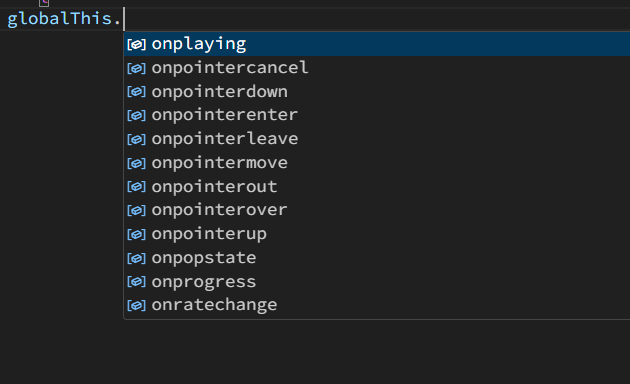 globalThis.
onplaying
onpointercancel
onpointerdown
onpointerenter
onpointerleave
onpointermove
onpointerout
onpointerover
onpointerup
onpopstate
onprogress
onratechange